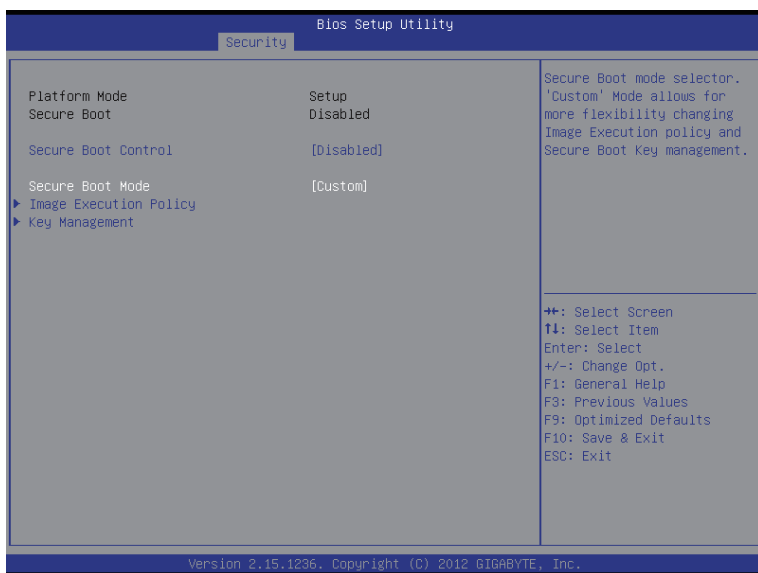 Bios Setup Utility
Security
Platform Mode Setup
Secure Boot Disabled
Secure Boot Control [Disabled]
Secure Boot Mode [Custom]
Image Execution Policy
Key Management
Secure Boot mode selector.
'Custom' Mode allows for
more flexibility changing
Image Execution policy and
Secure Boot Key management.
→←: Select Screen
↑↓: Select Item
Enter: Select
+/-: Change Opt.
F1: General Help
F3: Previous Values
F9: Optimized Defaults
F10: Save & Exit
ESC: Exit
Version 2.15.1236. Copyright (C) 2012 GIGABYTE, Inc.